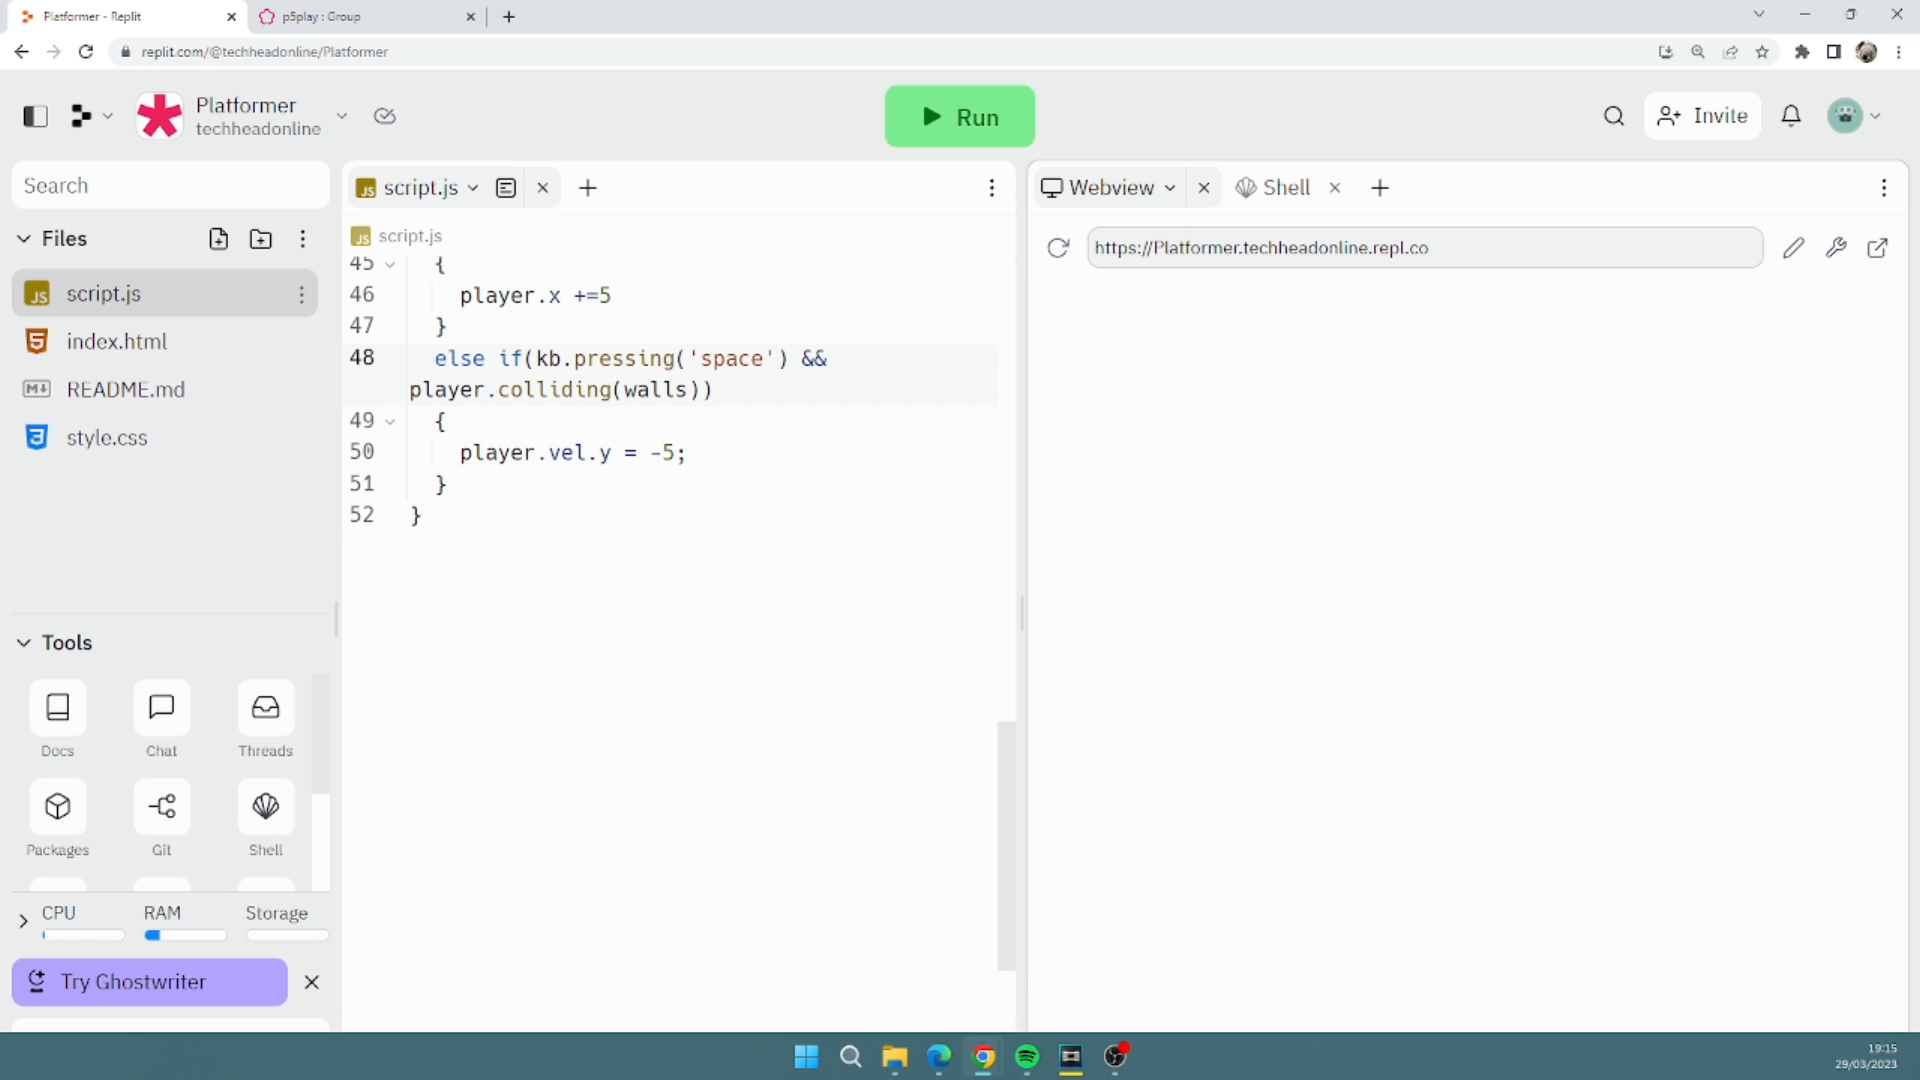 Platformer - Replit
p5play : Group
replit.com/@techheadonline/Platformer
Platformer
techheadonline
Run
Invite
Search
Files
script.js
index.html
README.md
style.css
Tools
Docs
Chat
Threads
Packages
Git
Shell
CPU
RAM
Storage
Try Ghostwriter
script.js
script.js
45 {
46 player.x +=5
47 }
48 else if(kb.pressing('space') &&
player.colliding(walls))
49 {
50 player.vel.y = -5;
51 }
52 }
Webview
Shell
https://Platformer.techheadonline.repl.co
19:15
29/03/2023